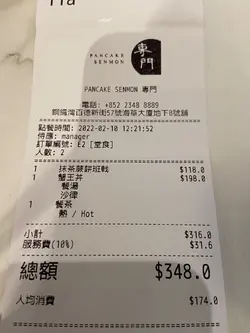 專門
PANCAKE
SENMON
PANCAKE SENMON 專門
電話: +852 2348 8889
銅鑼灣百德新街57號海華大廈地下B號舖
點餐時間: 2022-02-10 12:21:52
侍應: manager
訂單編號: E2 [堂食]
人數: 2
1 抹茶蕨餅班戟 $118.0
1 蟹王丼 $198.0
餐湯
沙律
1 餐茶
熱 / Hot
小計 $316.0
服務費(10%) $31.6
總額 $348.0
人均消費 $174.0